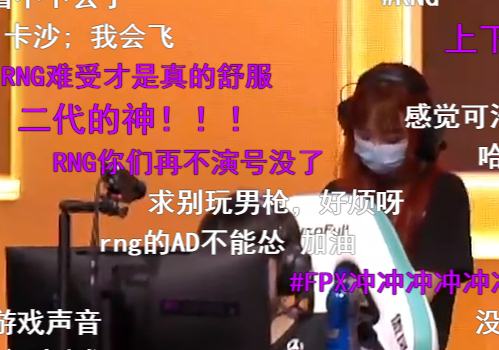 #RNG
卡沙；我会飞
上
RNG难受才是真的舒服
二代的神！！！
感觉可
RNG你们再不演号没了
哈
求别玩男枪，好烦呀
rng的AD不能怂 加油
#FPX冲冲冲冲冲冲
游戏声音
没